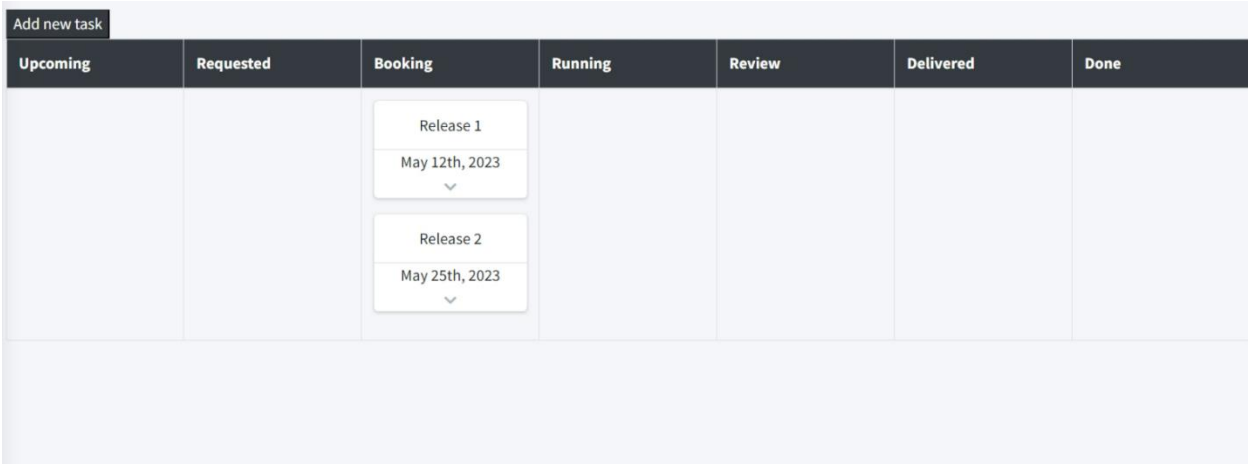 Add new task
Upcoming Requested Booking Running Review Delivered Done
Release 1
May 12th, 2023
Release 2
May 25th, 2023